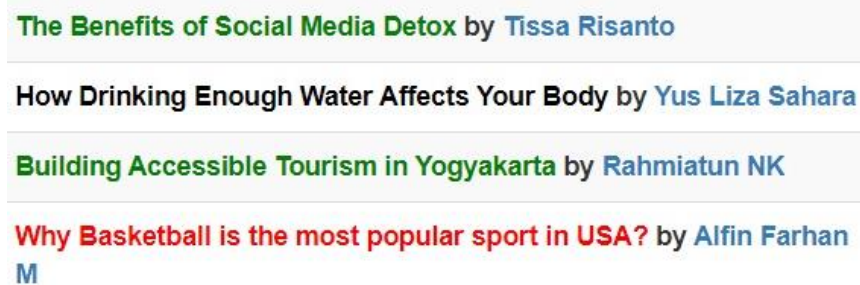 The Benefits of Social Media Detox by Tissa Risanto
How Drinking Enough Water Affects Your Body by Yus Liza Sahara
Building Accessible Tourism in Yogyakarta by Rahmiatun NK
Why Basketball is the most popular sport in USA? by Alfin Farhan
M